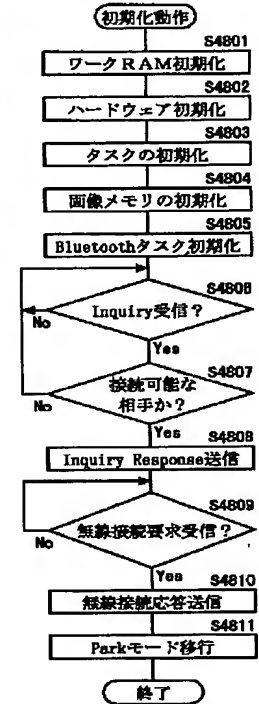 初期化動作
S4801
ワークRAM初期化
S4802
ハードウェア初期化
S4803
タスクの初期化
S4804
画像メモリの初期化
S4805
Bluetoothタスク初期化
S4806
Inquiry受信？
No
Yes
S4807
接続可能な
相手か？
No
Yes
S4808
Inquiry Response送信
S4809
無線接続要求受信？
No
Yes
S4810
無線接続応答送信
S4811
Parkモード移行
終了